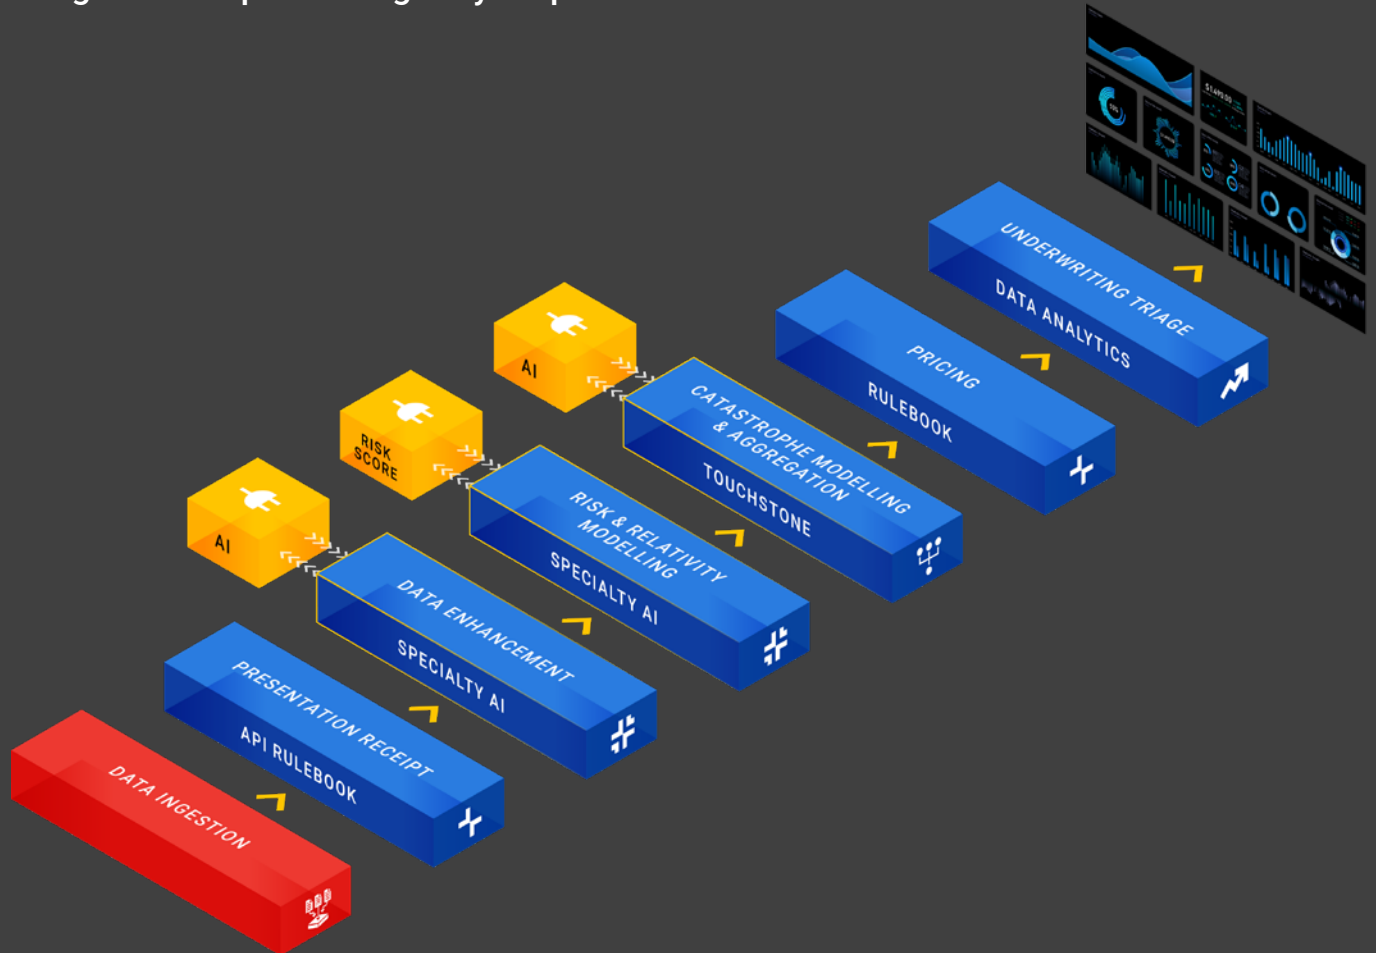 DATA INGESTION
PRESENTATION RECEIPT
API RULEBOOK
AI
DATA ENHANCEMENT
SPECIALTY AI
RISK
SCORE
RISK & RELATIVITY
MODELLING
SPECIALTY AI
AI
CATASTROPHE MODELLING
& AGGREGATION
TOUCHSTONE
PRICING
RULEBOOK
UNDERWRITING TRIAGE
DATA ANALYTICS